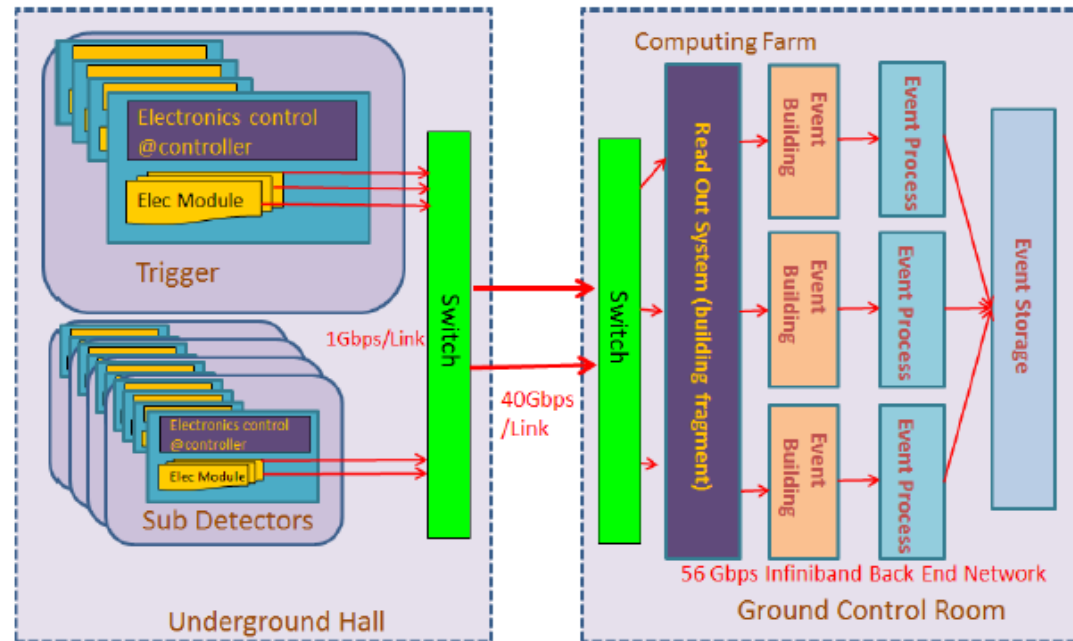 Electronics control
@controller
Elec Module
Trigger
Electronics control
@controller
Elec Module
Sub Detectors
1Gbps/Link
Switch
Underground Hall
40Gbps
/Link
Computing Farm
Switch
Read Out System (building
fragment)
Event
Building
Event Process
Event
Building
Event Process
Event
Building
Event Process
Event Storage
56 Gbps Infiniband Back End Network
Ground Control Room